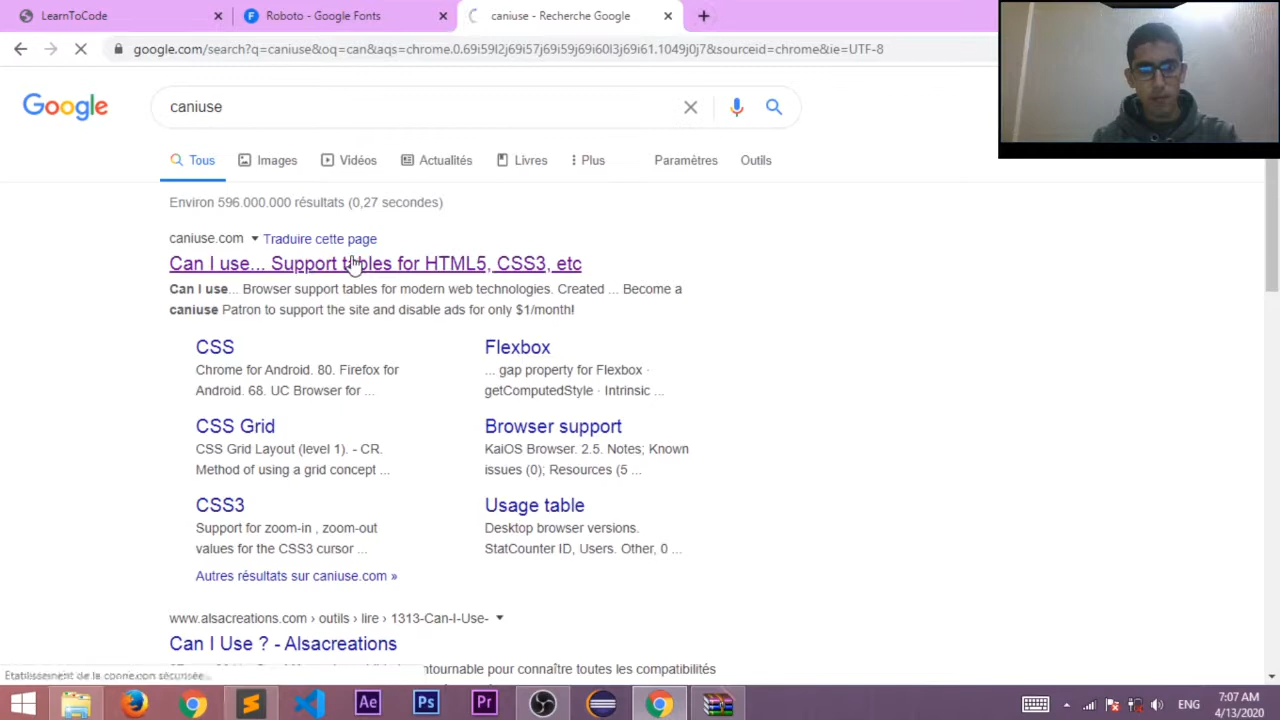 LearnToCode
Roboto - Google Fonts
caniuse - Recherche Google
google.com/search?q=caniuse&oq=can&aqs=chrome.0.69i59l2j69i57j69i59j69i60l3j69i61.1049j0j7&sourceid=chrome&ie=UTF-8
Google
caniuse
Tous
Images
Vidéos
Actualités
Livres
Plus
Paramètres
Outils
Environ 596.000.000 résultats (0,27 secondes)
caniuse.com
Traduire cette page
Can I use... Support tables for HTML5, CSS3, etc
Can I use... Browser support tables for modern web technologies. Created ... Become a
caniuse Patron to support the site and disable ads for only $1/month!
CSS
Chrome for Android. 80. Firefox for
Android. 68. UC Browser for ...
Flexbox
... gap property for Flexbox ·
getComputedStyle · Intrinsic ...
CSS Grid
CSS Grid Layout (level 1). - CR.
Method of using a grid concept ...
Browser support
KaiOS Browser. 2.5. Notes; Known
issues (0); Resources (5 ...
CSS3
Support for zoom-in , zoom-out
values for the CSS3 cursor ...
Usage table
Desktop browser versions.
StatCounter ID, Users. Other, 0 ...
Autres résultats sur caniuse.com »
www.alsacreations.com › outils › lire › 1313-Can-I-Use-
Can I Use ? - Alsacreations
ontournable pour connaître toutes les compatibilités
Etablissement de la connexion sécurisée...
Ae
Ps
Pr
ENG
7:07 AM
4/13/2020